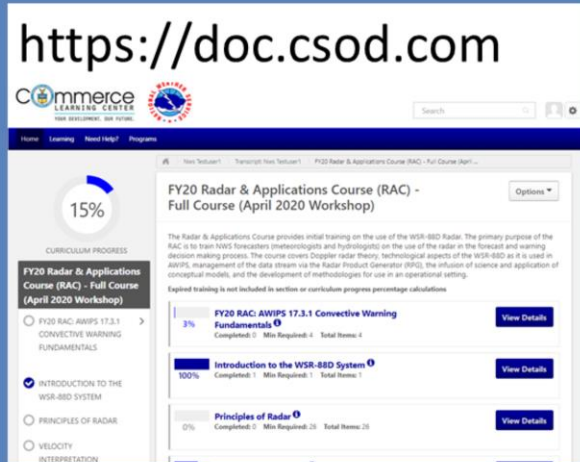 https://doc.csod.com
Commerce
LEARNING CENTER
YOUR DEVELOPMENT. OUR FUTURE.
Search
Home Learning Need Help? Programs
Nws Testuser1 Transcript: Nws Testuser1 FY20 Radar & Applications Course (RAC) - Full Course (April ...
15%
CURRICULUM PROGRESS
FY20 Radar & Applications
Course (RAC) - Full Course
(April 2020 Workshop)
FY20 RAC: AWIPS 17.3.1
CONVECTIVE WARNING
FUNDAMENTALS
INTRODUCTION TO THE
WSR-88D SYSTEM
PRINCIPLES OF RADAR
VELOCITY
INTERPRETATION
FY20 Radar & Applications Course (RAC) -
Full Course (April 2020 Workshop)
Options
The Radar & Applications Course provides initial training on the use of the WSR-88D Radar. The primary purpose of the
RAC is to train NWS forecasters (meteorologists and hydrologists) on the use of the radar in the forecast and warning
decision making process. The course covers Doppler radar theory, technological aspects of the WSR-88D as it is used in
AWIPS, management of the data stream via the Radar Product Generator (RPG), the infusion of science and application of
conceptual models, and the development of methodologies for use in an operational setting.
Expired training is not included in section or curriculum progress percentage calculations
3%
FY20 RAC: AWIPS 17.3.1 Convective Warning
Fundamentals
Completed: 0 Min Required: 4 Total Items: 4
View Details
100%
Introduction to the WSR-88D System
Completed: 1 Min Required: 1 Total Items: 1
View Details
0%
Principles of Radar
Completed: 0 Min Required: 26 Total Items: 26
View Details